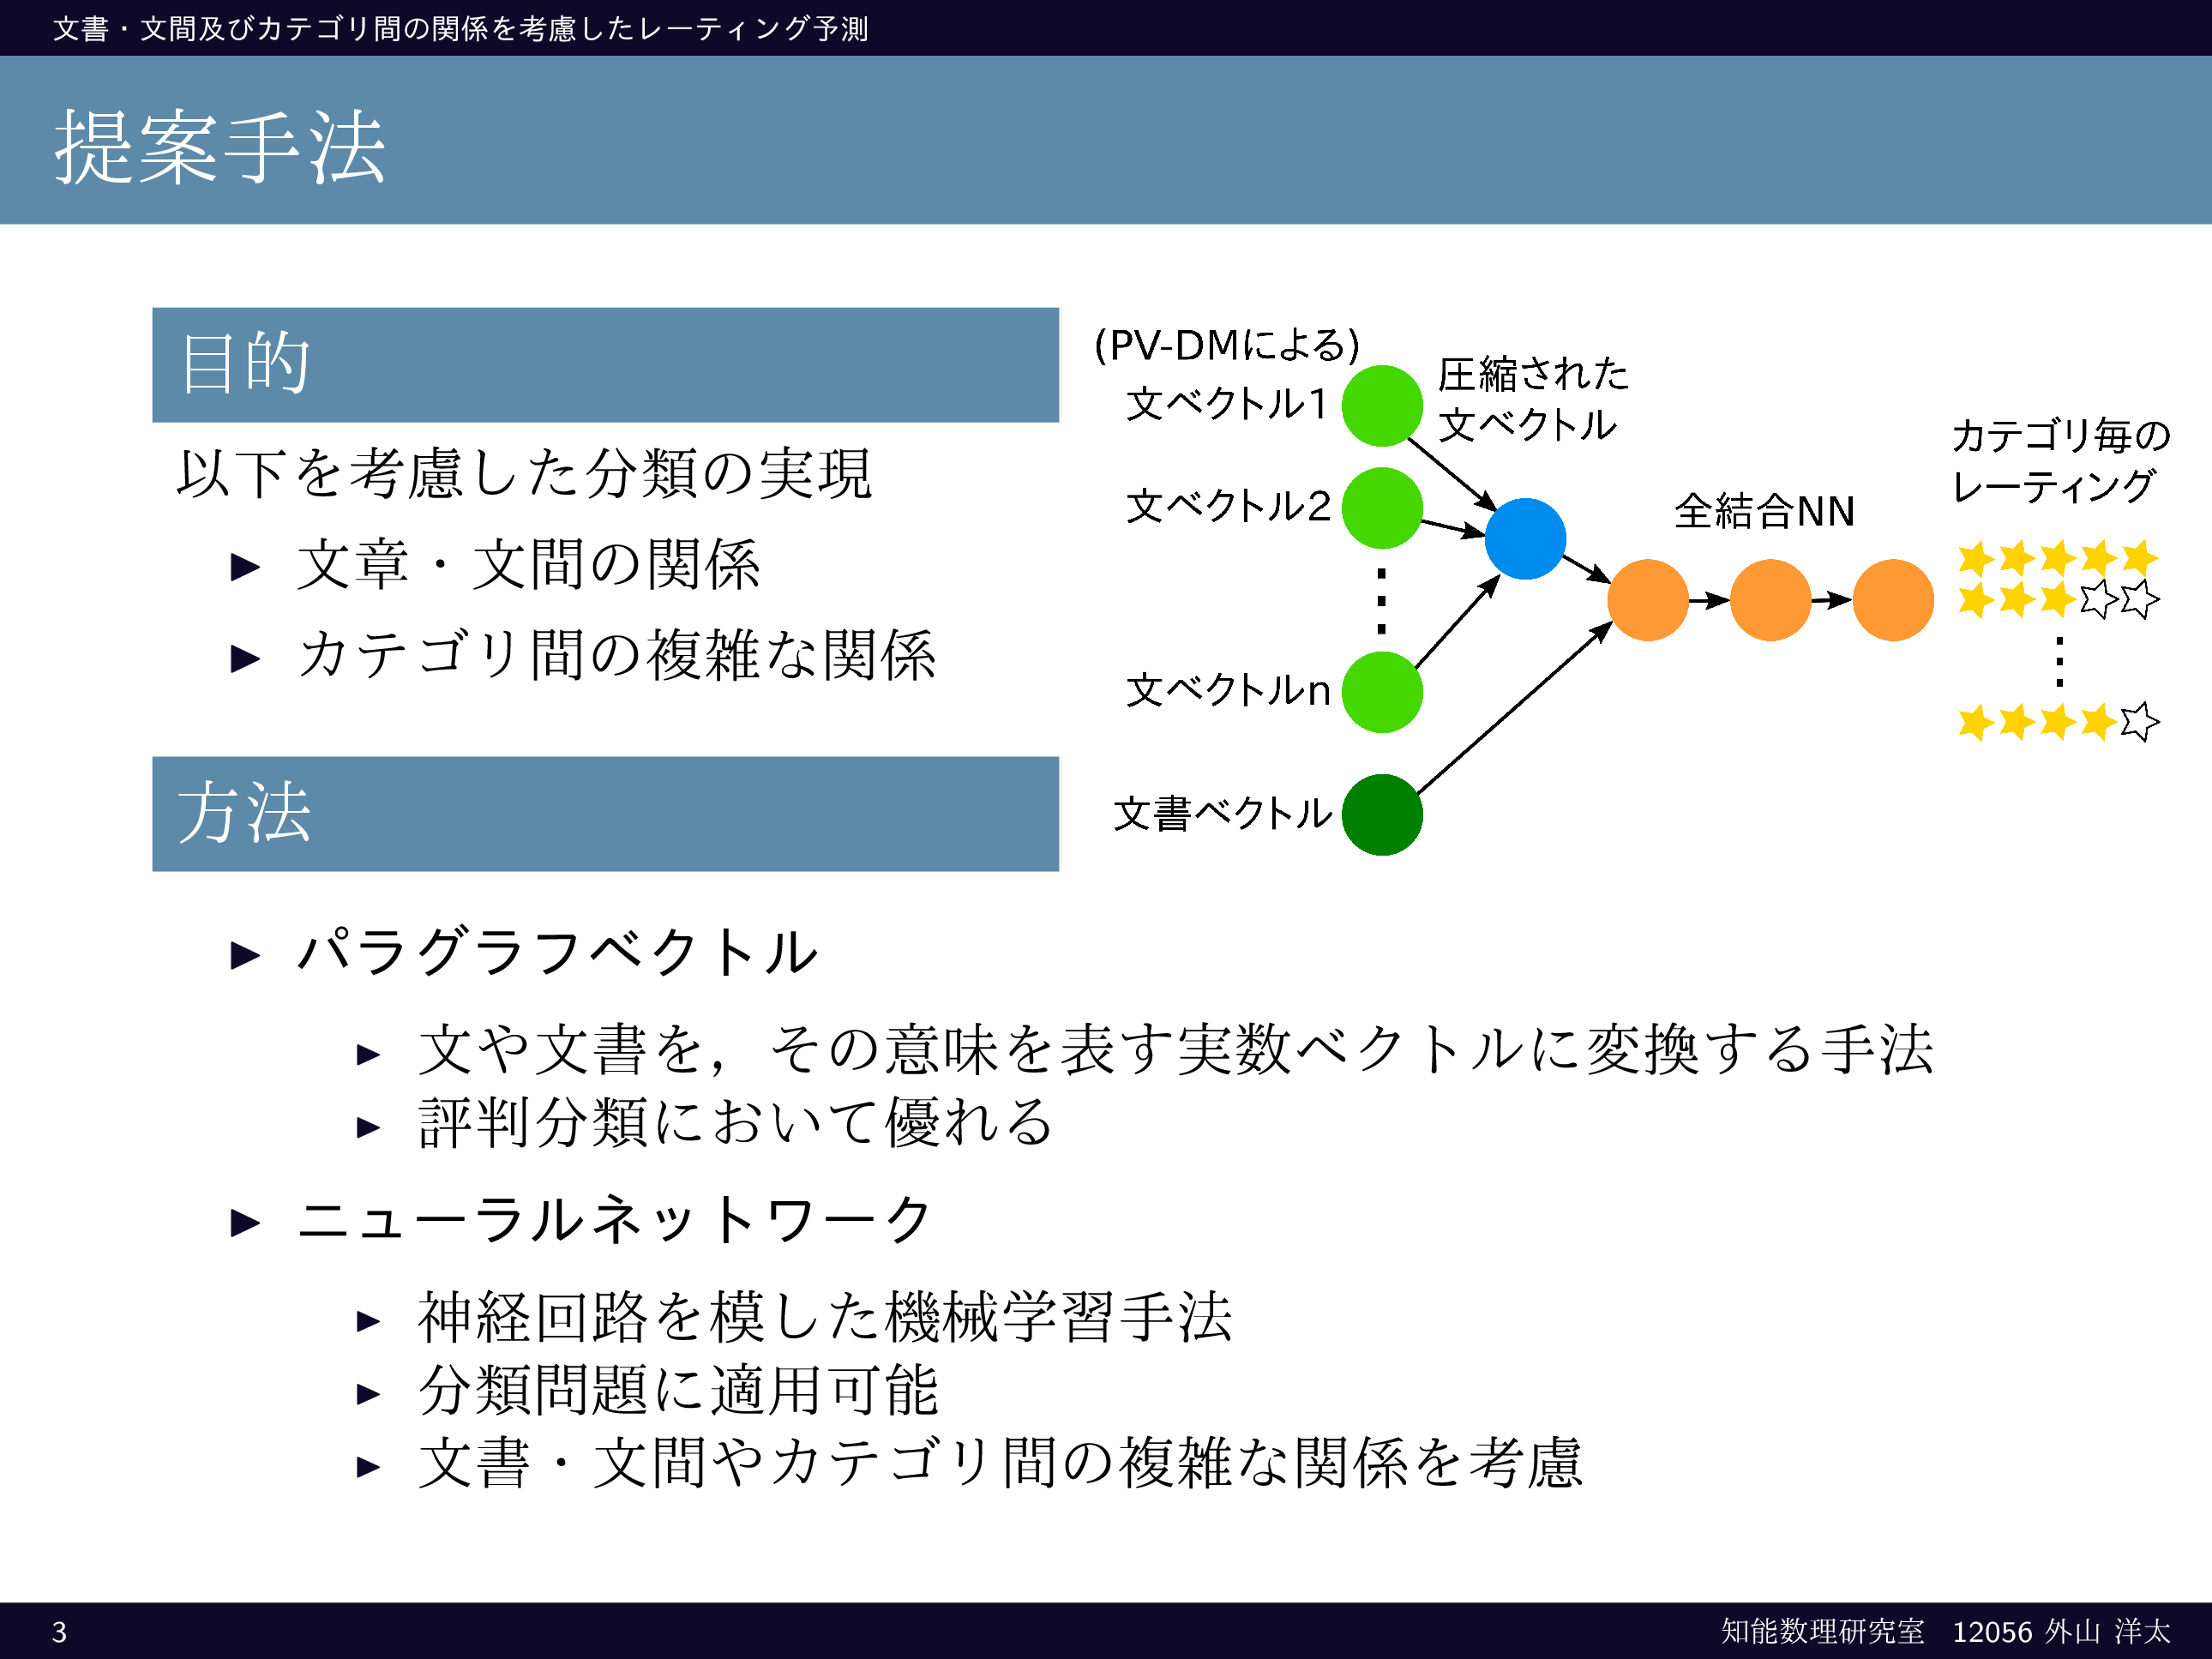 文書・文間及びカテゴリ間の関係を考慮したレーティング予測
提案手法
目的
以下を考慮した分類の実現
文章・文間の関係
カテゴリ間の複雑な関係
(PV-DMによる)
文ベクトル1
圧縮された
文ベクトル
文ベクトル2
文ベクトルn
文書ベクトル
全結合NN
カテゴリ毎の
レーティング
方法
パラグラフベクトル
文や文書を，その意味を表す実数ベクトルに変換する手法
評判分類において優れる
ニューラルネットワーク
神経回路を模した機械学習手法
分類問題に適用可能
文書・文間やカテゴリ間の複雑な関係を考慮
3
知能数理研究室　12056 外山 洋太